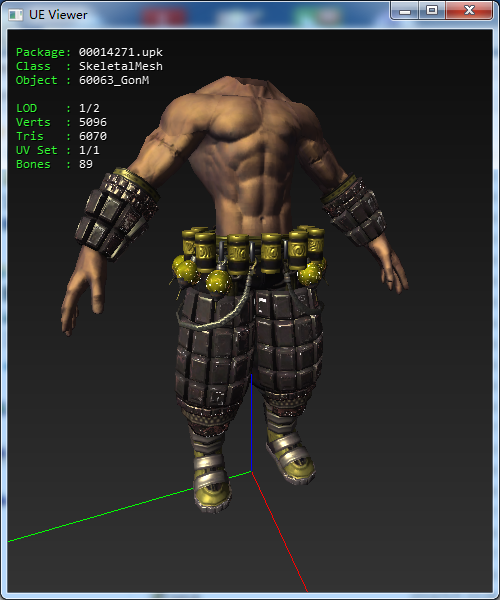 UE Viewer
Package: 00014271.upk
Class : SkeletalMesh
Object : 60063_GonM
LOD : 1/2
Verts : 5096
Tris : 6070
UV Set : 1/1
Bones : 89